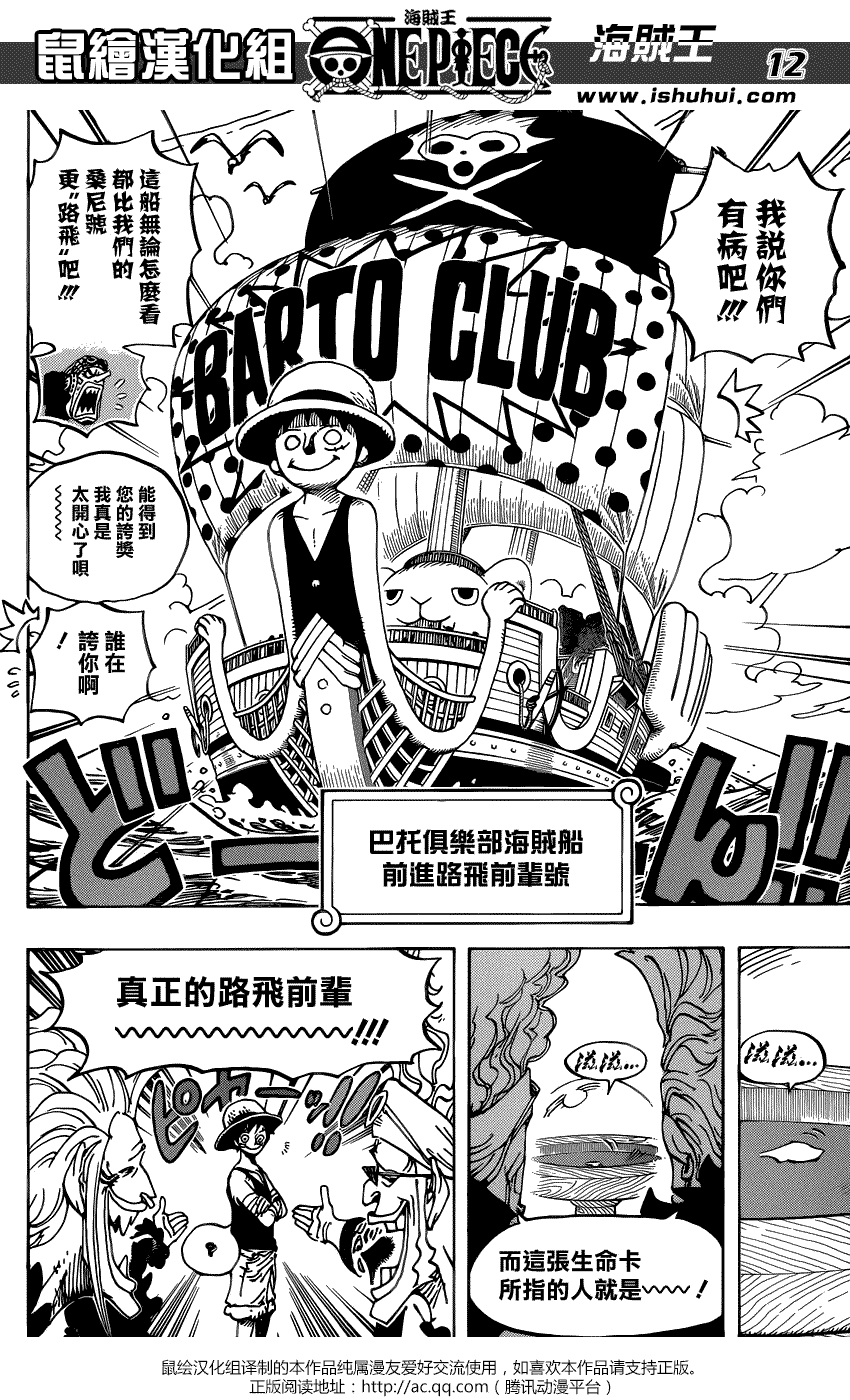 鼠繪漢化組
海賊王
ONE PIECE
海賊王
12
www.ishuhui.com
我說你們
有病吧!!!
這船無論怎麼看
都比我們的
桑尼號
更“路飛”吧!!!
BARTO CLUB
能得到
您的誇獎
我真是
太開心了唄
誰在
誇你啊
!
ど
ー
ん
!!
巴托俱樂部海賊船
前進路飛前輩號
滋滋…
滋滋…
而這張生命卡
所指的人就是~~~!
真正的路飛前輩
~~~!!!
ピカーッ!!
鼠绘汉化组译制的本作品纯属漫友爱好交流使用，如喜欢本作品请支持正版。
正版阅读地址：http://ac.qq.com（腾讯动漫平台）